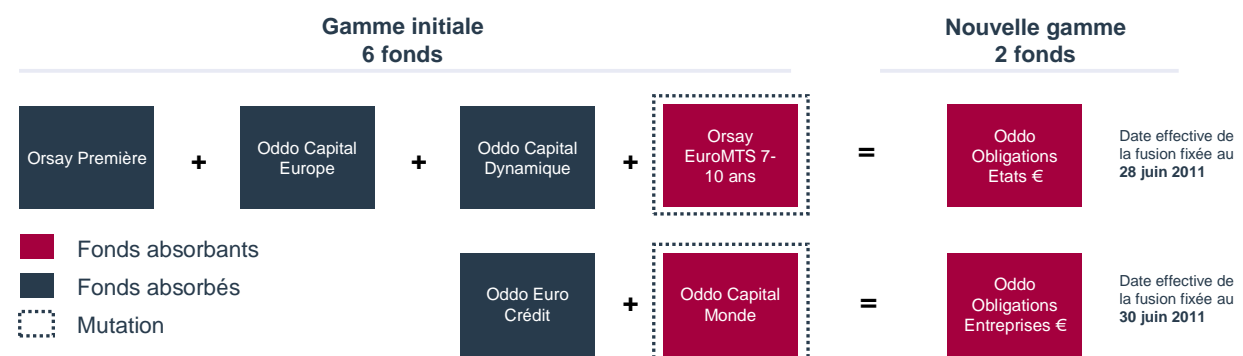 Gamme initiale
6 fonds
Nouvelle gamme
2 fonds
Orsay Première
+
Oddo Capital
Europe
+
Oddo Capital
Dynamique
+
Orsay
EuroMTS 7-
10 ans
=
Oddo
Obligations
Etats €
Date effective de
la fusion fixée au
28 juin 2011
Fonds absorbants
Fonds absorbés
Mutation
Oddo Euro
Crédit
+
Oddo Capital
Monde
=
Oddo
Obligations
Entreprises €
Date effective de
la fusion fixée au
30 juin 2011